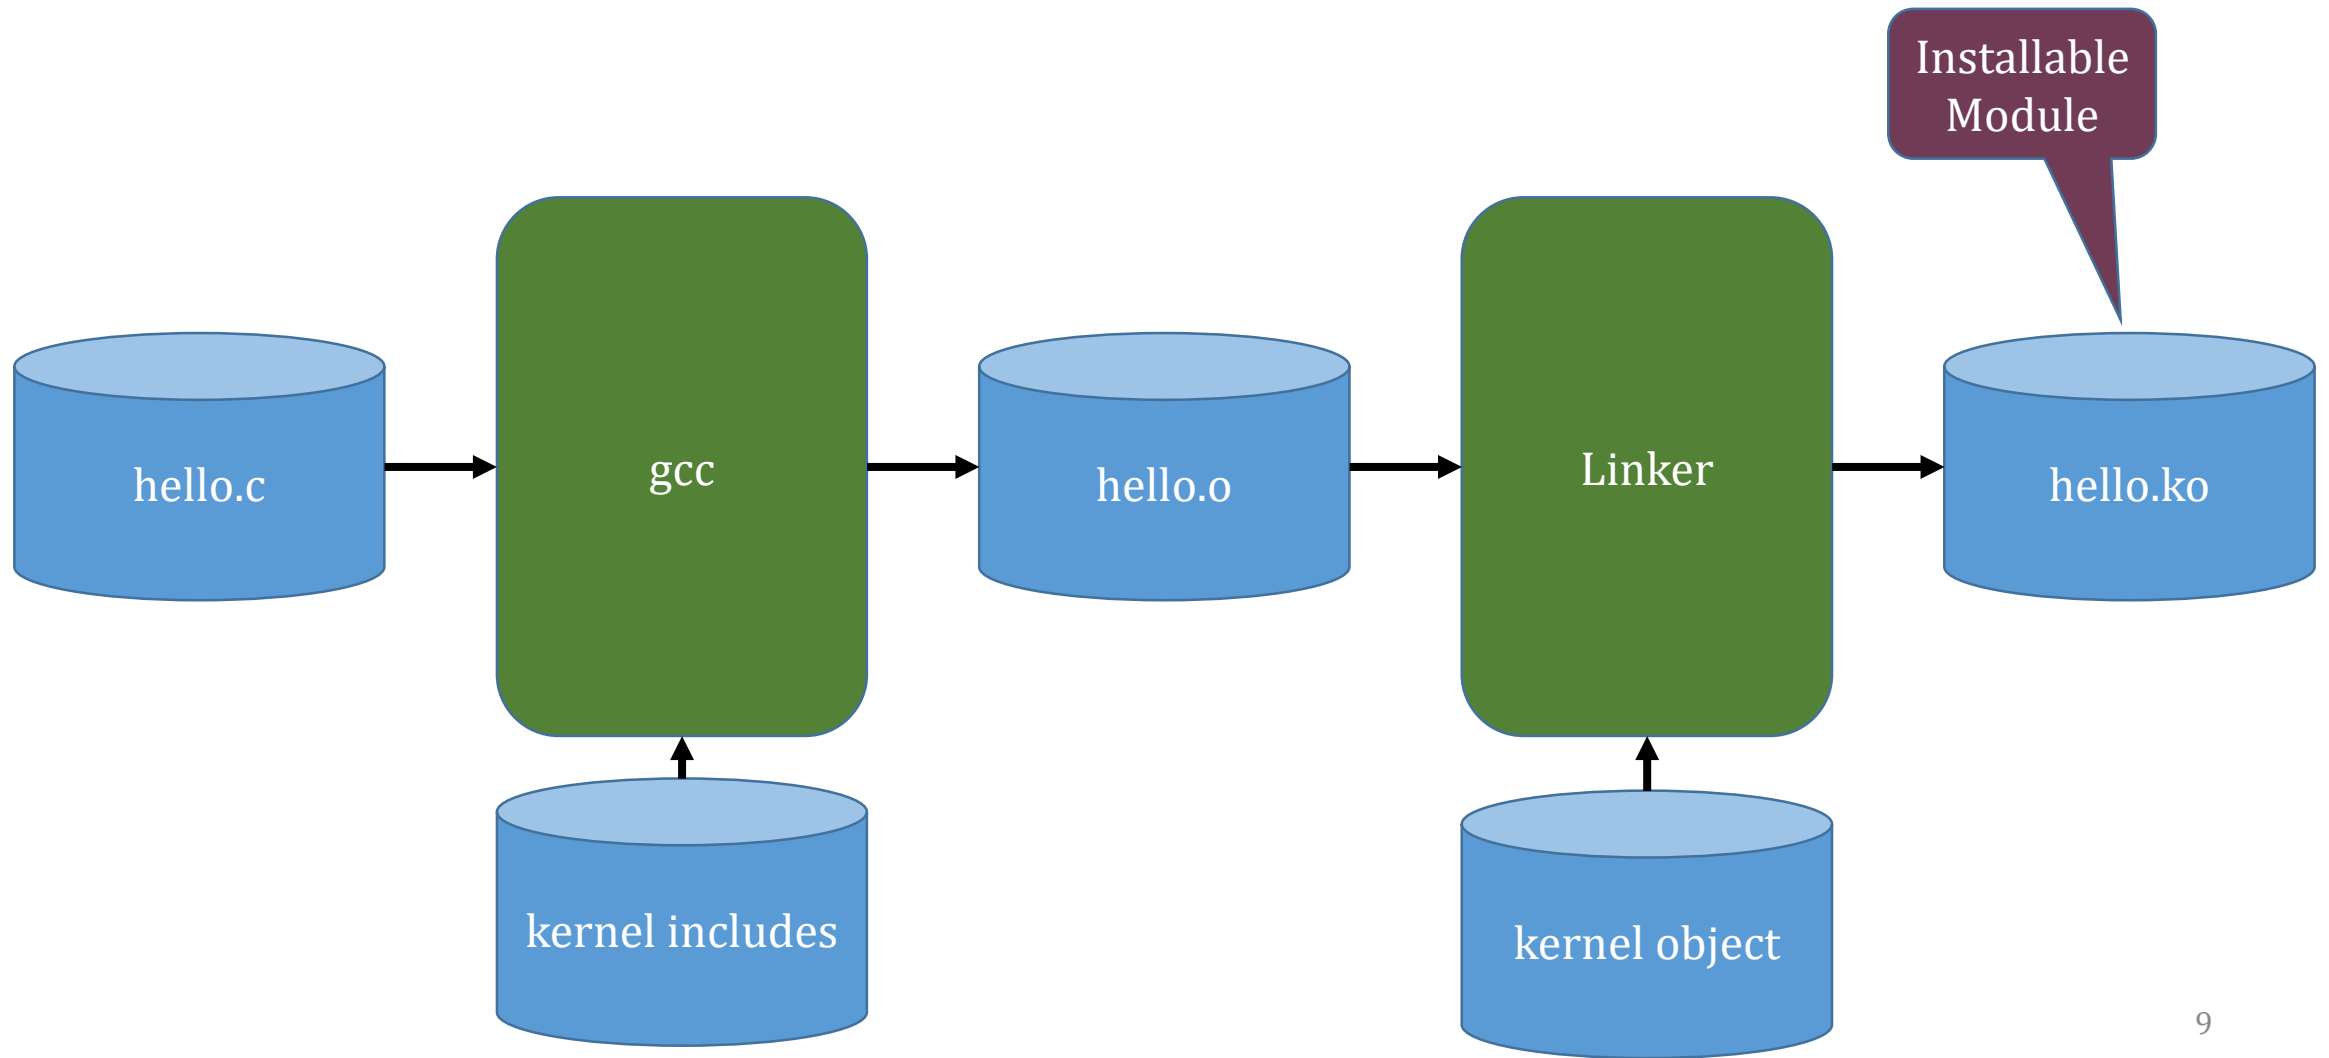 Installable
Module
hello.c
gcc
hello.o
Linker
hello.ko
kernel includes
kernel object
9